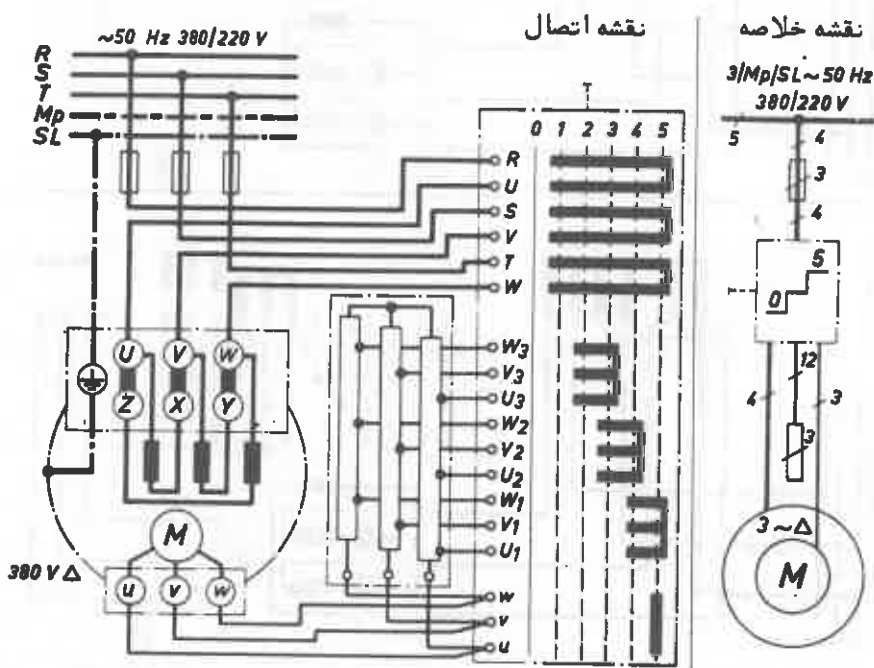 نقشه اتصال
نقشه خلاصه
~50 Hz 380/220 V
R
S
T
Mp
SL
3/Mp/SL ~ 50 Hz
380/220 V
5
4
3
4
0 5
12
4
3
3
3 ~ Δ
M
0 1 2 3 4 5
R
U
S
V
T
W
W3
V3
U3
W2
V2
U2
W1
V1
U1
w
v
u
U V W
Z X Y
M
380 V Δ
u v w